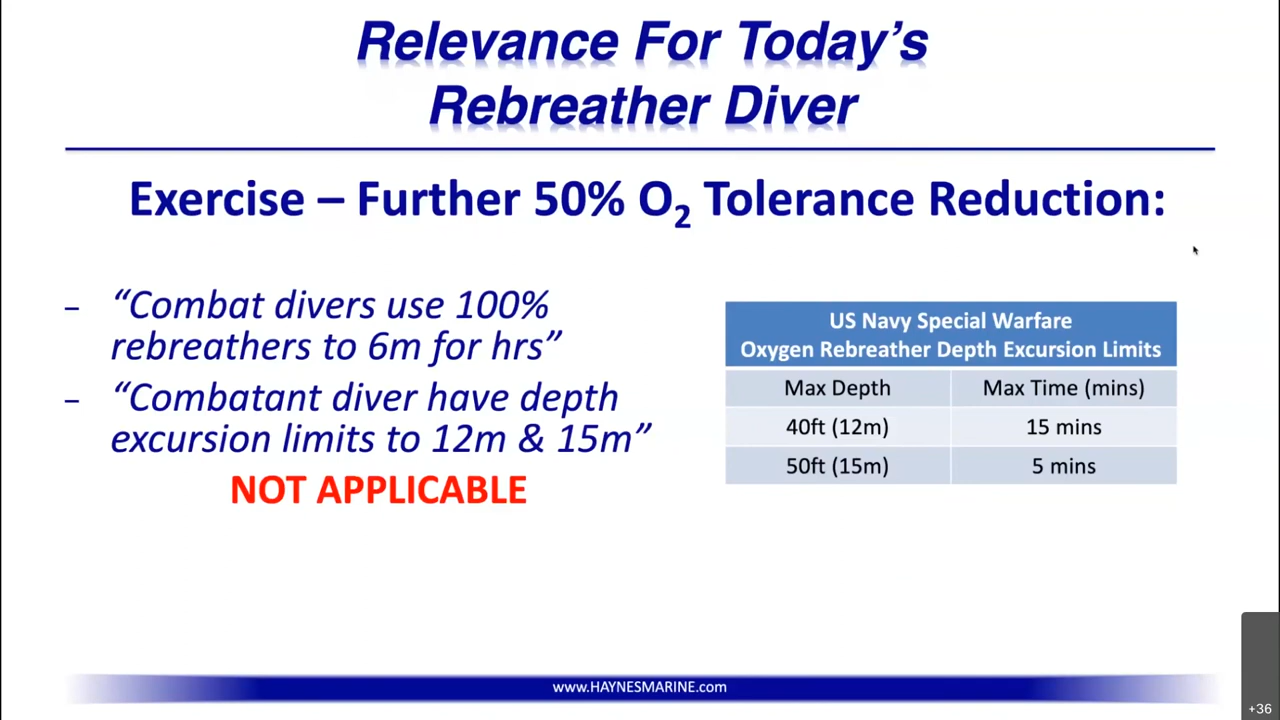 Relevance For Today's
Rebreather Diver
Exercise – Further 50% O₂ Tolerance Reduction:
– “Combat divers use 100%
rebreathers to 6m for hrs”
– “Combatant diver have depth
excursion limits to 12m & 15m”
NOT APPLICABLE
US Navy Special Warfare
Oxygen Rebreather Depth Excursion Limits
Max Depth Max Time (mins)
40ft (12m) 15 mins
50ft (15m) 5 mins
www.HAYNESMARINE.com
+36